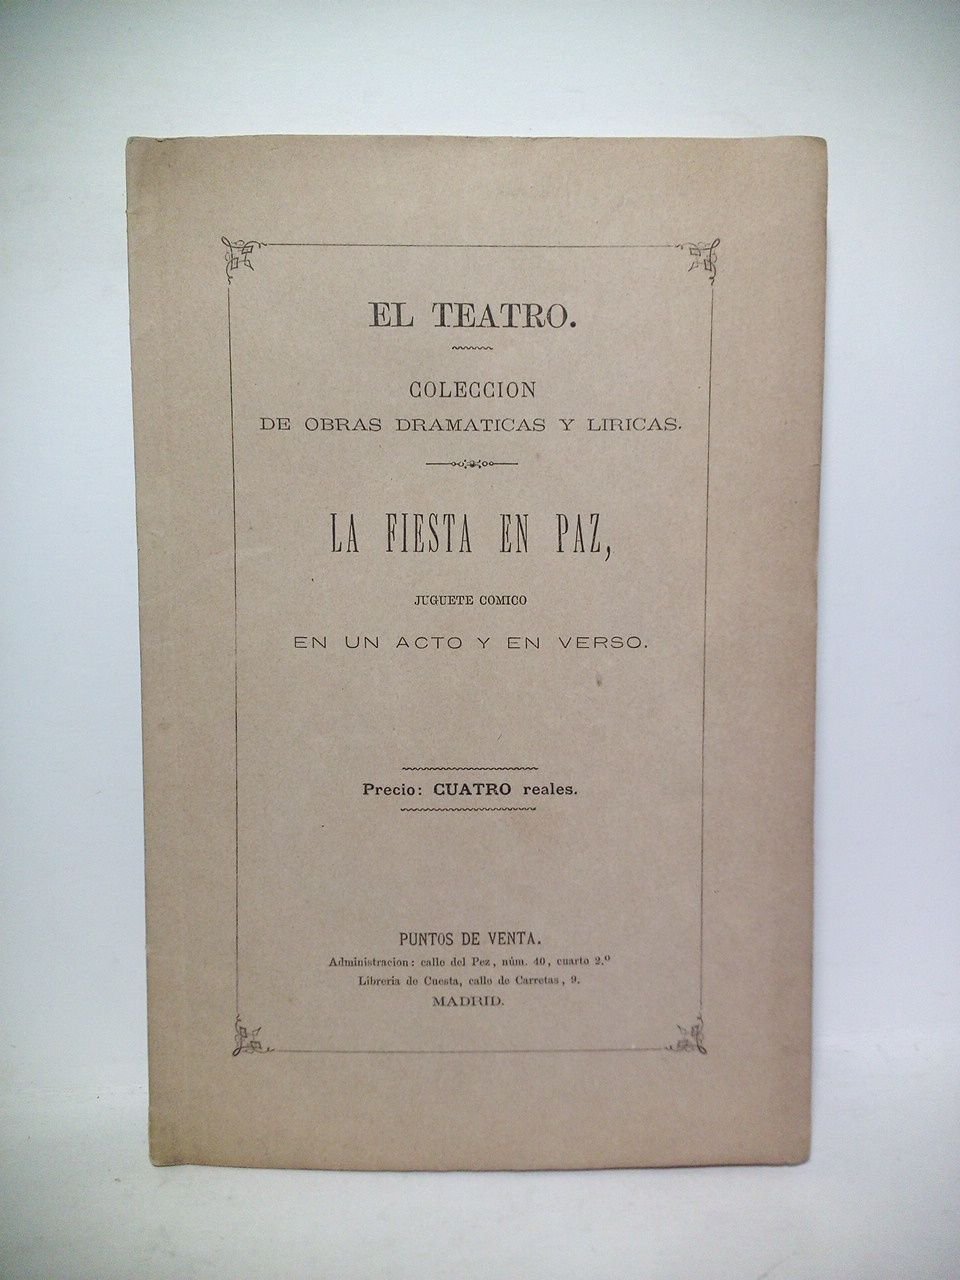 EL TEATRO.
COLECCION
DE OBRAS DRAMATICAS Y LIRICAS.
LA FIESTA EN PAZ,
JUGUETE COMICO
EN UN ACTO Y EN VERSO.
Precio: CUATRO reales.
PUNTOS DE VENTA.
Administracion: calle del Pez, núm. 40, cuarto 2.º
Libreria de Cuesta, calle de Carretas, 9.
MADRID.